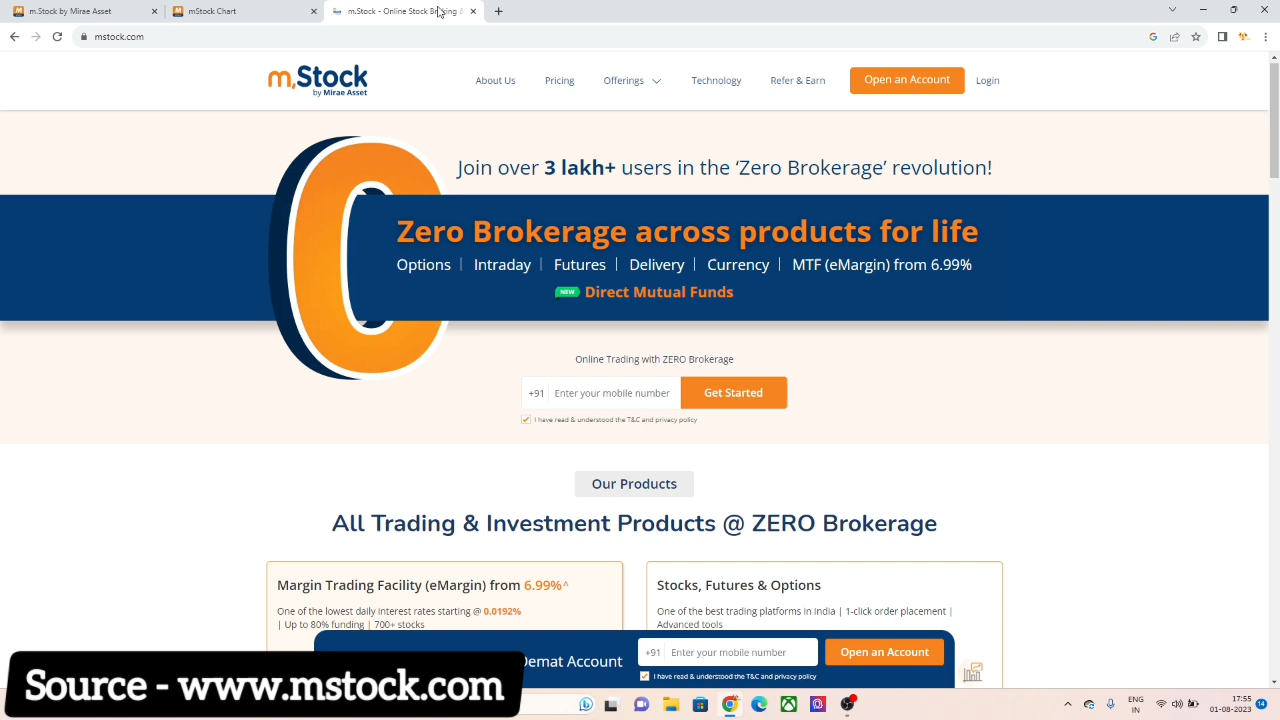 m.Stock by Mirae Asset
mStock Chart
m.Stock - Online Stock Broking &
mstock.com
m.Stock
by Mirae Asset
About Us
Pricing
Offerings
Technology
Refer & Earn
Open an Account
Login
Join over 3 lakh+ users in the ‘Zero Brokerage’ revolution!
Zero Brokerage across products for life
Options | Intraday | Futures | Delivery | Currency | MTF (eMargin) from 6.99%
NEW Direct Mutual Funds
Online Trading with ZERO Brokerage
+91 Enter your mobile number
Get Started
I have read & understood the T&C and privacy policy
Our Products
All Trading & Investment Products @ ZERO Brokerage
Margin Trading Facility (eMargin) from 6.99%^
One of the lowest daily interest rates starting @ 0.0192%
| Up to 80% funding | 700+ stocks
Stocks, Futures & Options
One of the best trading platforms in India | 1-click order placement |
Advanced tools
Demat Account
+91 Enter your mobile number
Open an Account
I have read & understood the T&C and privacy policy
Source - www.mstock.com
ENG
IN
17:55:25
01-08-2023
14